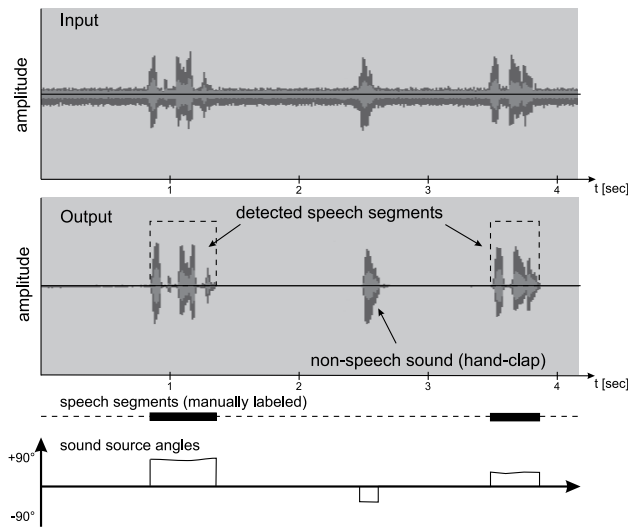 Input
amplitude
1 2 3 4
t [sec]
Output
detected speech segments
amplitude
non-speech sound (hand-clap)
1 2 3 4
t [sec]
speech segments (manually labeled)
sound source angles
+90°
-90°